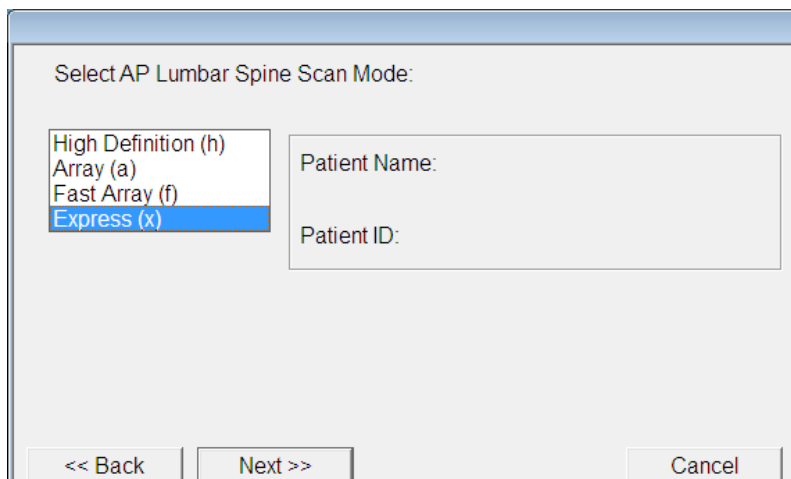 Select AP Lumbar Spine Scan Mode:
High Definition (h)
Array (a)
Fast Array (f)
Express (x)
Patient Name:
Patient ID:
<< Back
Next >>
Cancel